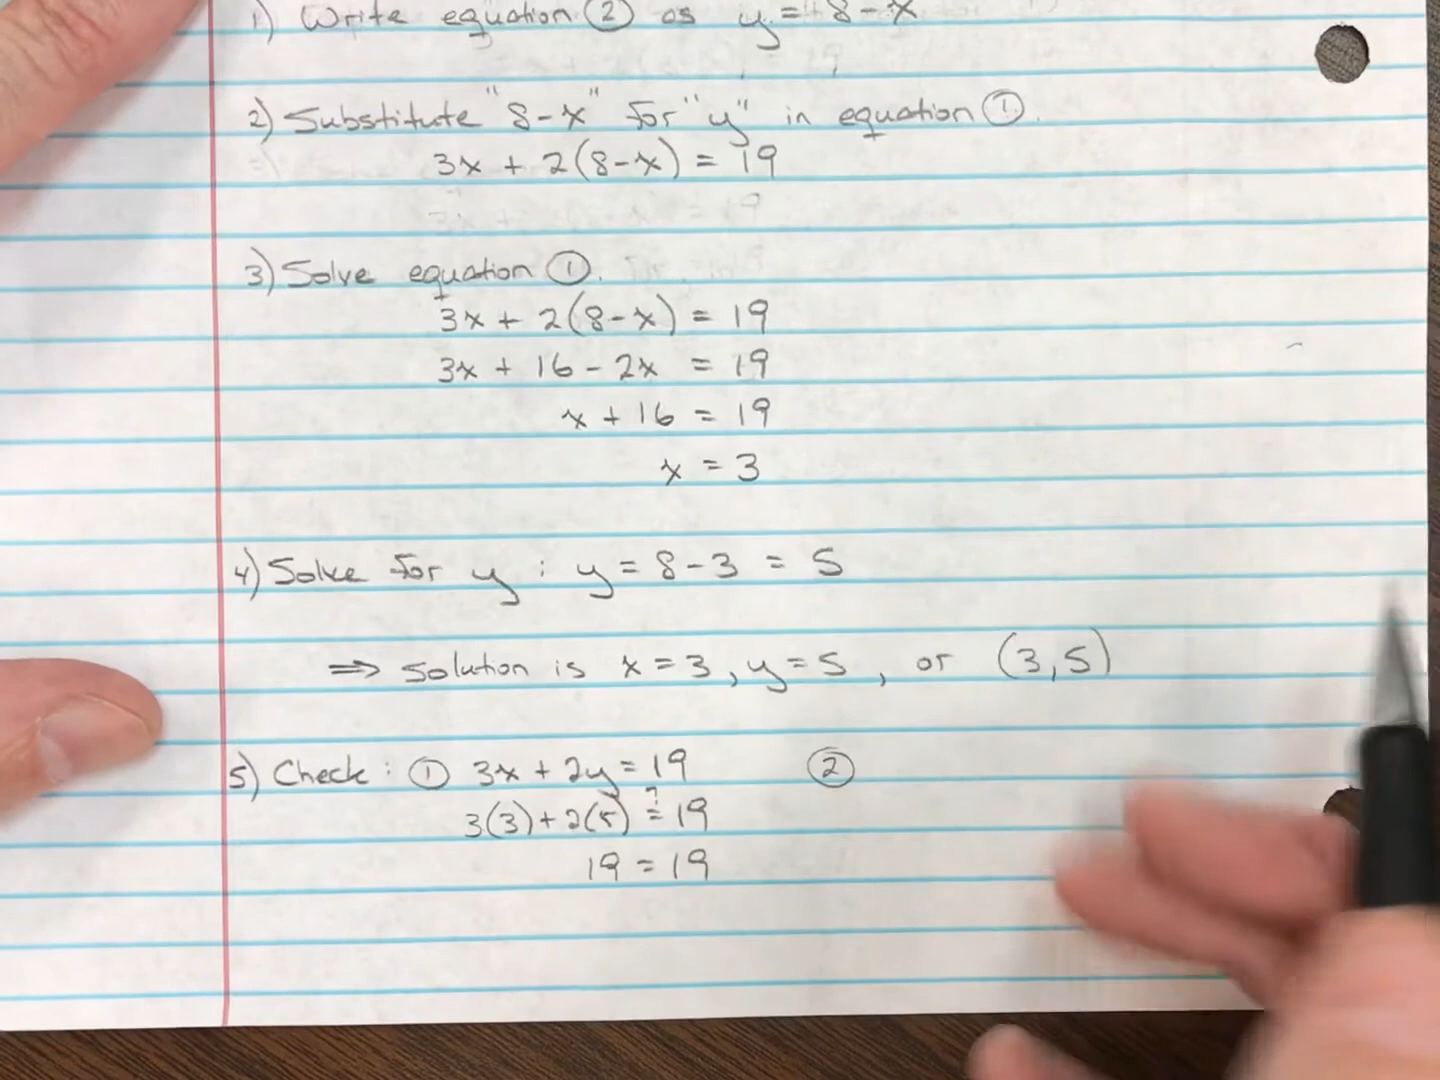 1) Write equation ② as y = 8 - x
2) Substitute "8-x" for "y" in equation ①.
3x + 2(8-x) = 19
3) Solve equation ①.
3x + 2(8-x) = 19
3x + 16 - 2x = 19
x + 16 = 19
x = 3
4) Solve for y : y = 8 - 3 = 5
⇒ Solution is x = 3, y = 5, or (3,5)
5) Check : ① 3x + 2y = 19 ②
3(3) + 2(5) ≟ 19
19 = 19